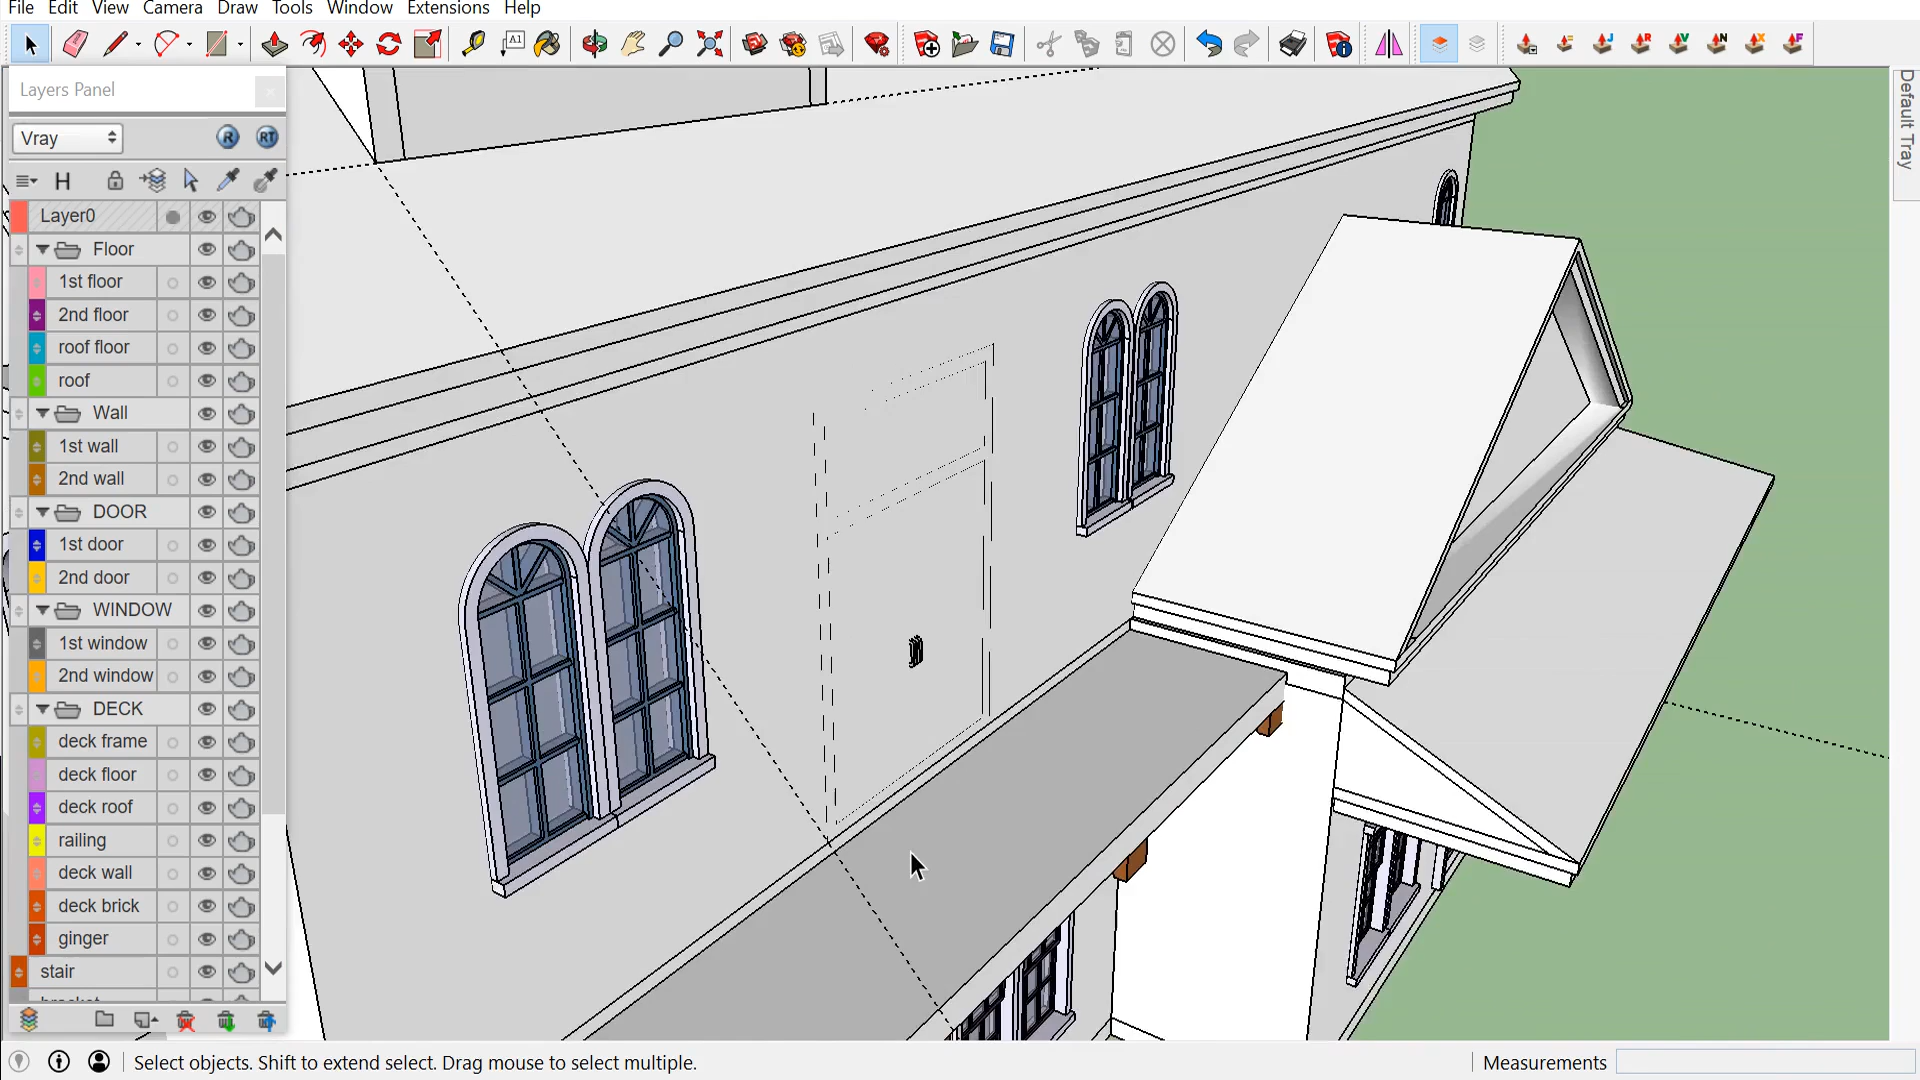 File Edit View Camera Draw Tools Window Extensions Help
A1
J R V N X F
Layers Panel
Default Tray
Vray R RT
H
Layer0
Floor
1st floor
2nd floor
roof floor
roof
Wall
1st wall
2nd wall
DOOR
1st door
2nd door
WINDOW
1st window
2nd window
DECK
deck frame
deck floor
deck roof
railing
deck wall
deck brick
ginger
stair
Select objects. Shift to extend select. Drag mouse to select multiple.
Measurements